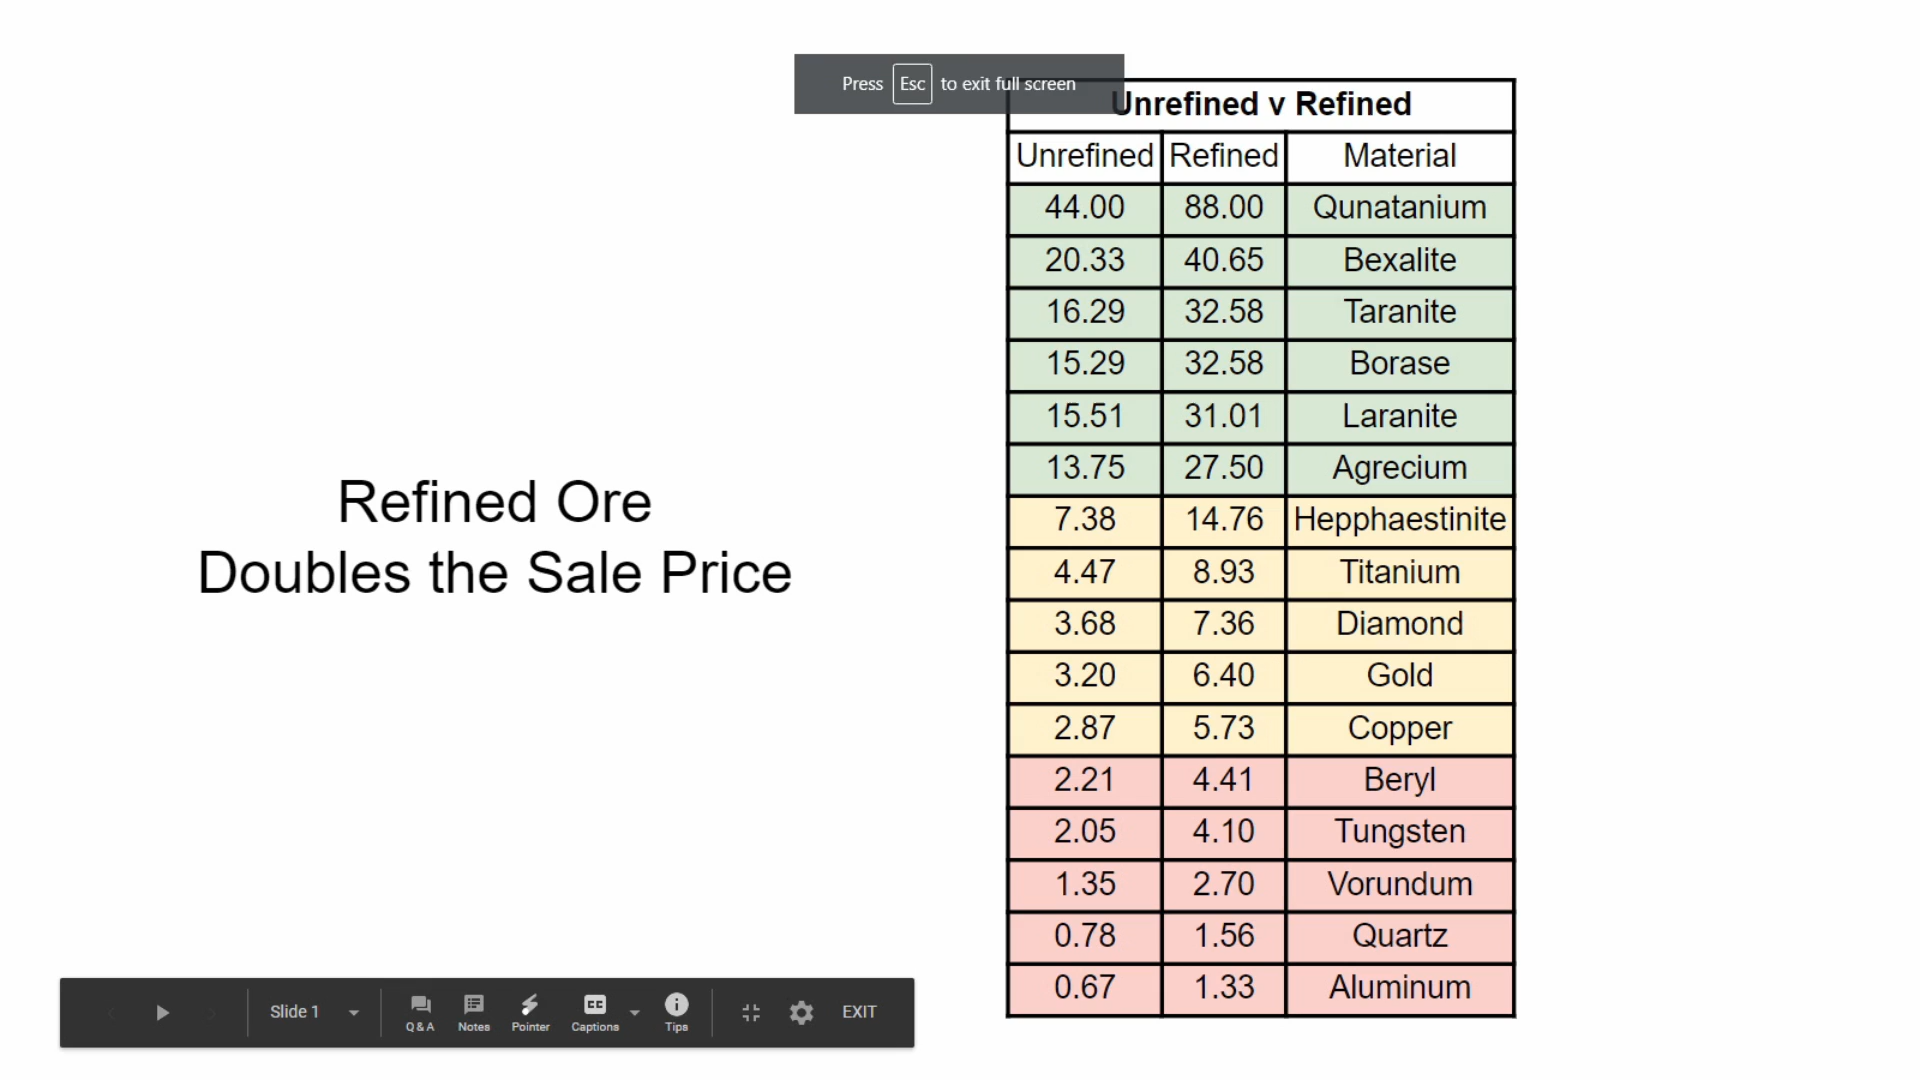 Press Esc to exit full screen
Unrefined v Refined
Unrefined Refined Material
44.00 88.00 Qunatanium
20.33 40.65 Bexalite
16.29 32.58 Taranite
15.29 32.58 Borase
15.51 31.01 Laranite
13.75 27.50 Agrecium
7.38 14.76 Hepphaestinite
4.47 8.93 Titanium
3.68 7.36 Diamond
3.20 6.40 Gold
2.87 5.73 Copper
2.21 4.41 Beryl
2.05 4.10 Tungsten
1.35 2.70 Vorundum
0.78 1.56 Quartz
0.67 1.33 Aluminum
Refined Ore
Doubles the Sale Price
Slide 1
Q & A Notes Pointer CC Captions Tips EXIT